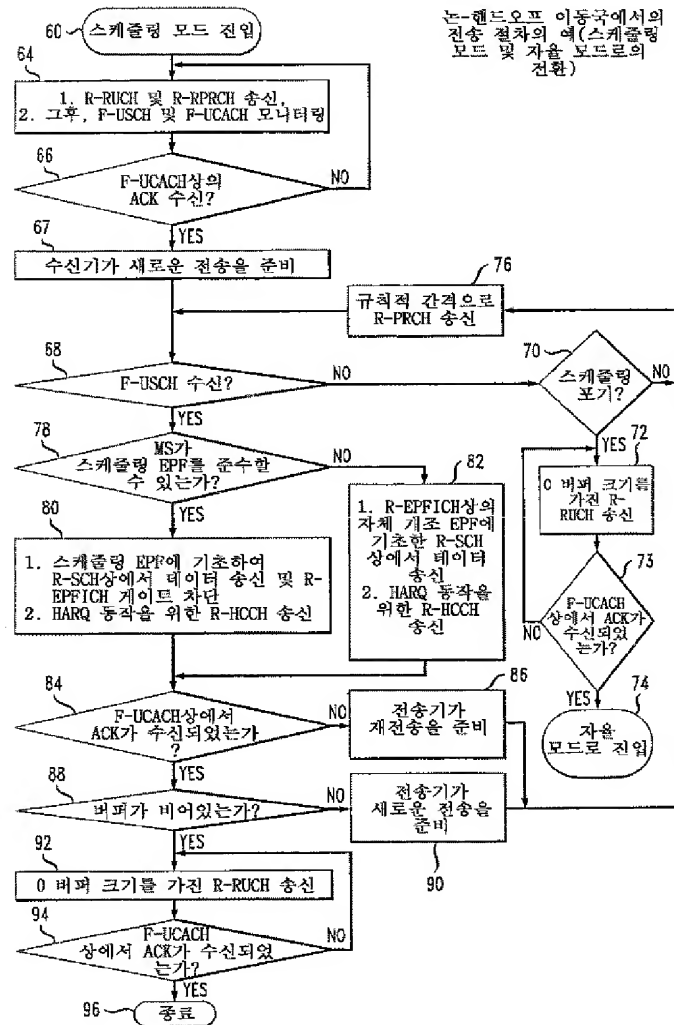 논-핸드오프 이동국에서의
전송 절차의 예(스케줄링
모드 및 자율 모드로의
전환)
60
스케줄링 모드 진입
64
1. R-RUCH 및 R-RPRCH 송신,
2. 그후, F-USCH 및 F-UCACH 모니터링
66
F-UCACH상의
ACK 수신?
NO
YES
67
수신기가 새로운 전송을 준비
76
규칙적 간격으로
R-PRCH 송신
68
F-USCH 수신?
NO
YES
70
스케줄링
포기?
NO
YES
72
0 버퍼 크기를
가진 R-
RUCH 송신
73
F-UCACH
상에서 ACK가
수신되었
는가?
NO
YES
74
자율
모드로 진입
78
MS가
스케줄링 EPF를 준수할
수 있는가?
NO
YES
80
1. 스케줄링 EPF에 기초하여
R-SCH상에서 데이터 송신 및 R-
EPFICH 게이트 차단
2. HARQ 동작을 위한 R-HCCH 송신
82
1. R-EPFICH상의
자체 개조 EPF에
기초한 R-SCH
상에서 데이터
송신
2. HARQ 동작을
위한 R-HCCH
송신
84
F-UCACH상에서
ACK가 수신되었는가
?
NO
YES
86
전송기가
재전송을 준비
88
버퍼가 비어있는가?
NO
YES
전송기가
새로운 전송을
준비
90
92
0 버퍼 크기를 가진 R-RUCH 송신
94
F-UCACH
상에서 ACK가 수신되었
는가?
NO
YES
96
종료